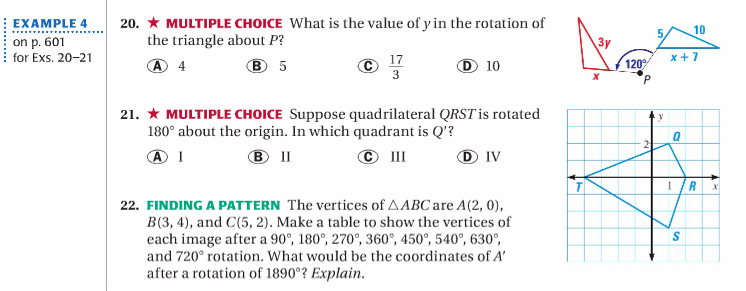 EXAMPLE 4
on p. 601
for Exs. 20–21
20. ★ MULTIPLE CHOICE What is the value of y in the rotation of
the triangle about P?
A 4 B 5 C 17/3 D 10
3y
x
120°
P
5
10
x + 7
21. ★ MULTIPLE CHOICE Suppose quadrilateral QRST is rotated
180° about the origin. In which quadrant is Q′?
A I B II C III D IV
y
Q
2
T
1
R
x
S
22. FINDING A PATTERN The vertices of △ABC are A(2, 0),
B(3, 4), and C(5, 2). Make a table to show the vertices of
each image after a 90°, 180°, 270°, 360°, 450°, 540°, 630°,
and 720° rotation. What would be the coordinates of A′
after a rotation of 1890°? Explain.